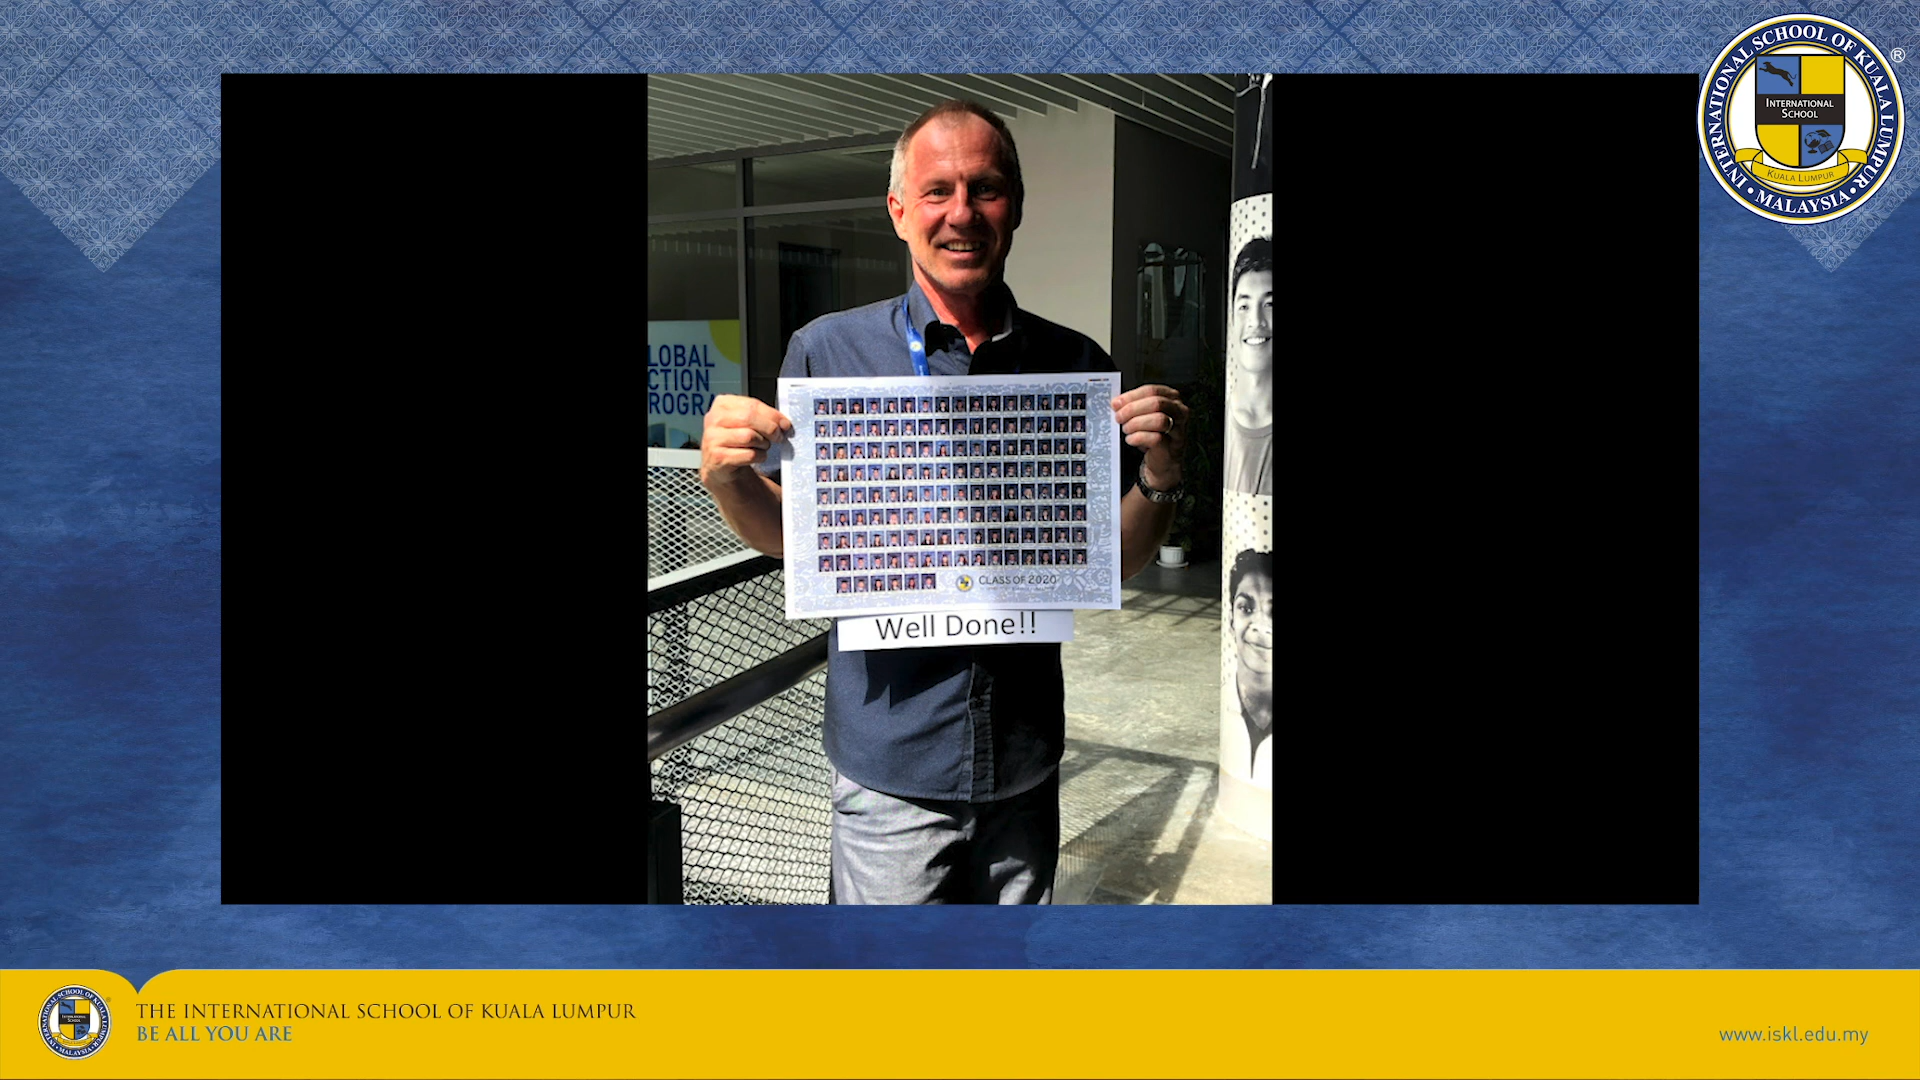 INTERNATIONAL SCHOOL OF KUALA LUMPUR
• MALAYSIA •
®
INTERNATIONAL
SCHOOL
KUALA LUMPUR
LOBAL
CTION
ROGRA
CLASS OF 2020
Well Done!!
THE INTERNATIONAL SCHOOL OF KUALA LUMPUR
BE ALL YOU ARE
www.iskl.edu.my